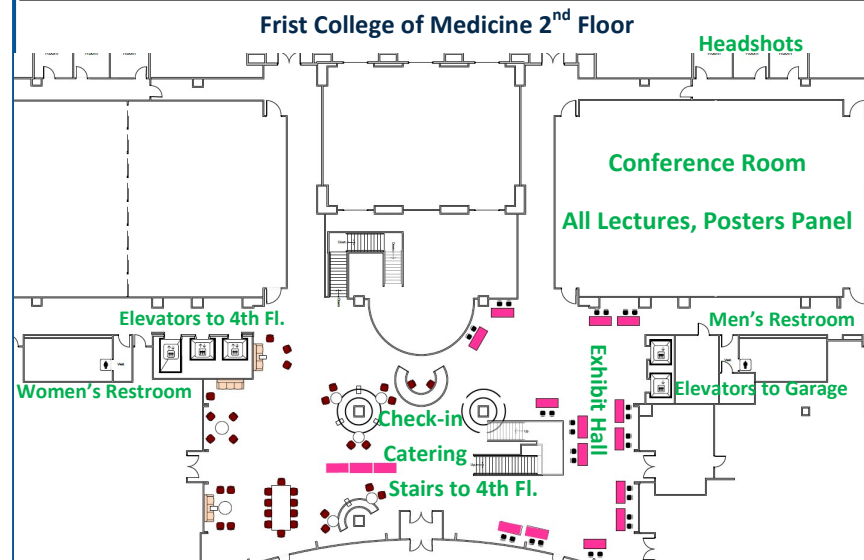 Frist College of Medicine 2nd Floor
Headshots
Conference Room
All Lectures, Posters Panel
Elevators to 4th Fl.
Men's Restroom
Women's Restroom
Exhibit Hall
Elevators to Garage
Check-in
Catering
Stairs to 4th Fl.